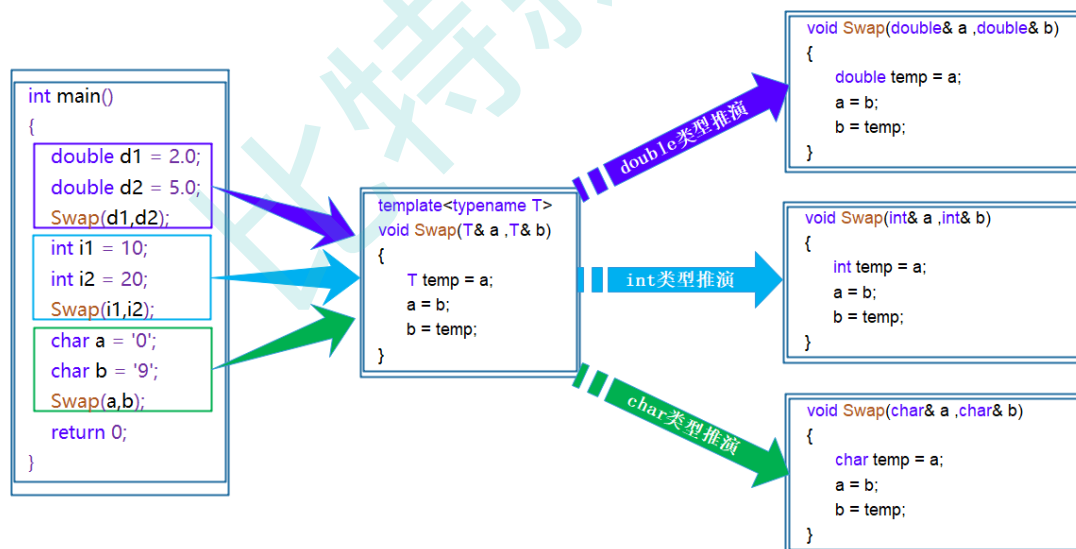 int main()
{
double d1 = 2.0;
double d2 = 5.0;
Swap(d1,d2);
int i1 = 10;
int i2 = 20;
Swap(i1,i2);
char a = '0';
char b = '9';
Swap(a,b);
return 0;
}
template<typename T>
void Swap(T& a ,T& b)
{
T temp = a;
a = b;
b = temp;
}
double类型推演
int类型推演
char类型推演
void Swap(double& a ,double& b)
{
double temp = a;
a = b;
b = temp;
}
void Swap(int& a ,int& b)
{
int temp = a;
a = b;
b = temp;
}
void Swap(char& a ,char& b)
{
char temp = a;
a = b;
b = temp;
}
比特